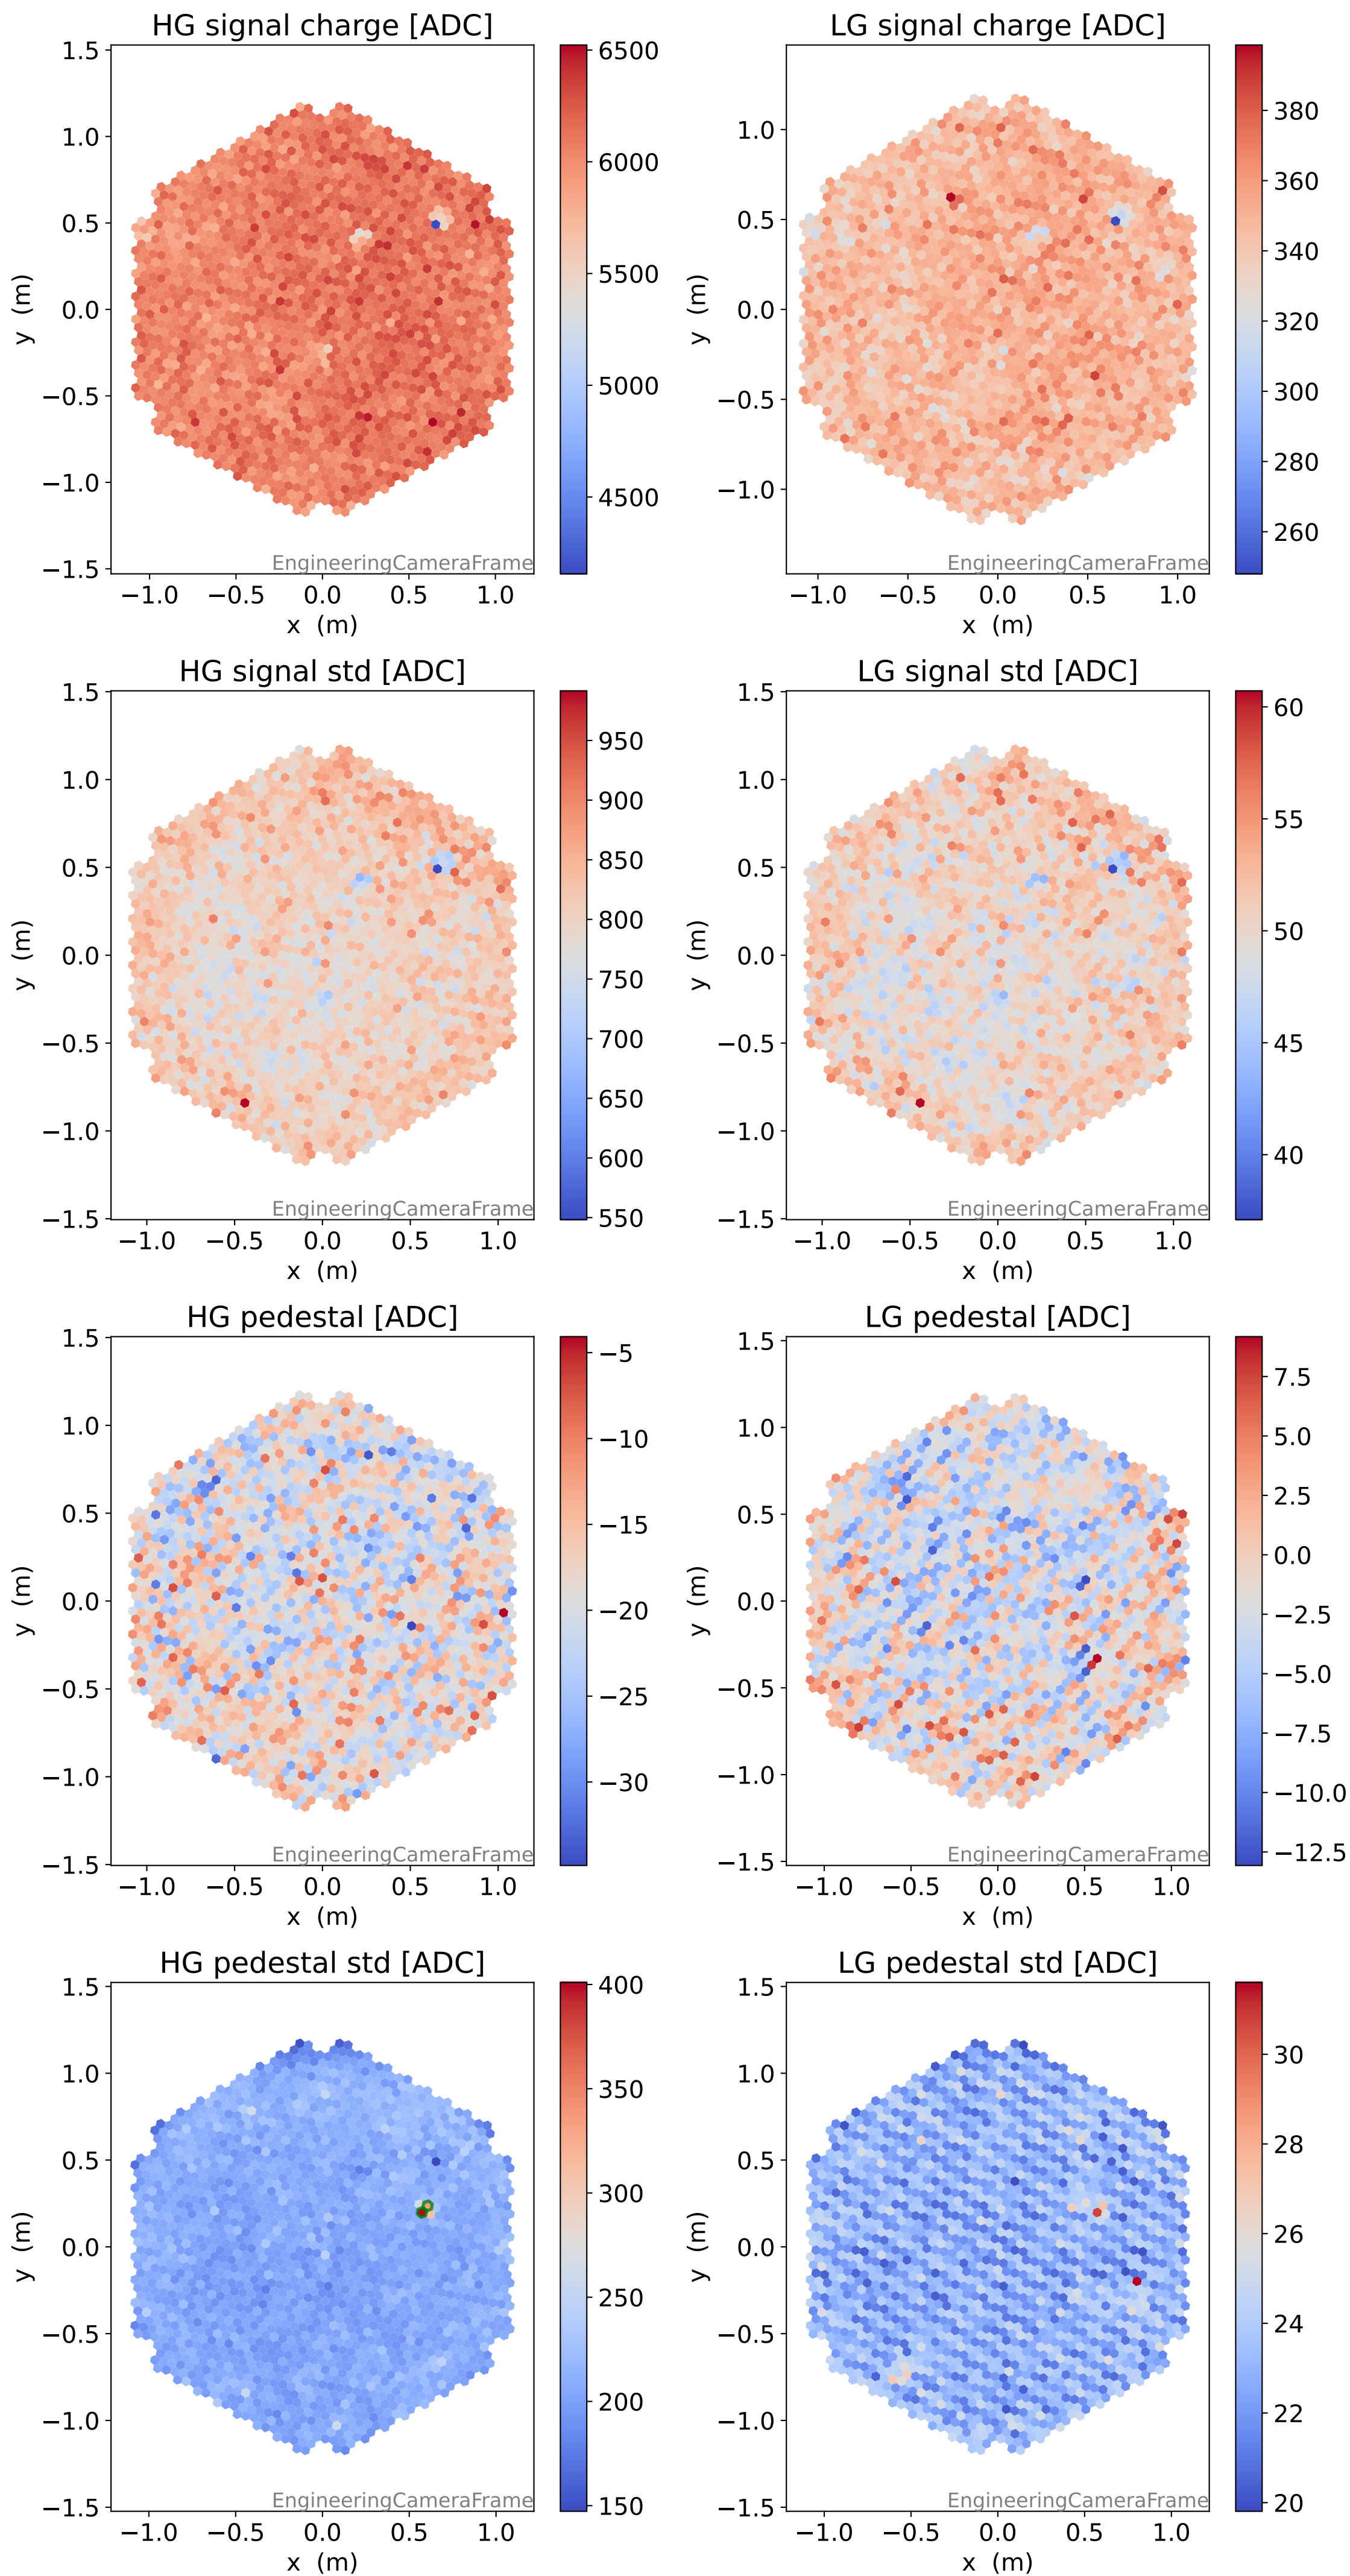 HG signal charge [ADC]
1.5
1.0
0.5
0.0
−0.5
−1.0
−1.5
y (m)
−1.0 −0.5 0.0 0.5 1.0
x (m)
EngineeringCameraFrame
6500
6000
5500
5000
4500
LG signal charge [ADC]
1.0
0.5
0.0
−0.5
−1.0
y (m)
−1.0 −0.5 0.0 0.5 1.0
x (m)
EngineeringCameraFrame
380
360
340
320
300
280
260
HG signal std [ADC]
1.5
1.0
0.5
0.0
−0.5
−1.0
−1.5
y (m)
−1.0 −0.5 0.0 0.5 1.0
x (m)
EngineeringCameraFrame
950
900
850
800
750
700
650
600
550
LG signal std [ADC]
1.5
1.0
0.5
0.0
−0.5
−1.0
−1.5
y (m)
−1.0 −0.5 0.0 0.5 1.0
x (m)
EngineeringCameraFrame
60
55
50
45
40
HG pedestal [ADC]
1.5
1.0
0.5
0.0
−0.5
−1.0
−1.5
y (m)
−1.0 −0.5 0.0 0.5 1.0
x (m)
EngineeringCameraFrame
−5
−10
−15
−20
−25
−30
LG pedestal [ADC]
1.5
1.0
0.5
0.0
−0.5
−1.0
−1.5
y (m)
−1.0 −0.5 0.0 0.5 1.0
x (m)
EngineeringCameraFrame
7.5
5.0
2.5
0.0
−2.5
−5.0
−7.5
−10.0
−12.5
HG pedestal std [ADC]
1.5
1.0
0.5
0.0
−0.5
−1.0
−1.5
y (m)
−1.0 −0.5 0.0 0.5 1.0
x (m)
EngineeringCameraFrame
400
350
300
250
200
150
LG pedestal std [ADC]
1.5
1.0
0.5
0.0
−0.5
−1.0
−1.5
y (m)
−1.0 −0.5 0.0 0.5 1.0
x (m)
EngineeringCameraFrame
30
28
26
24
22
20